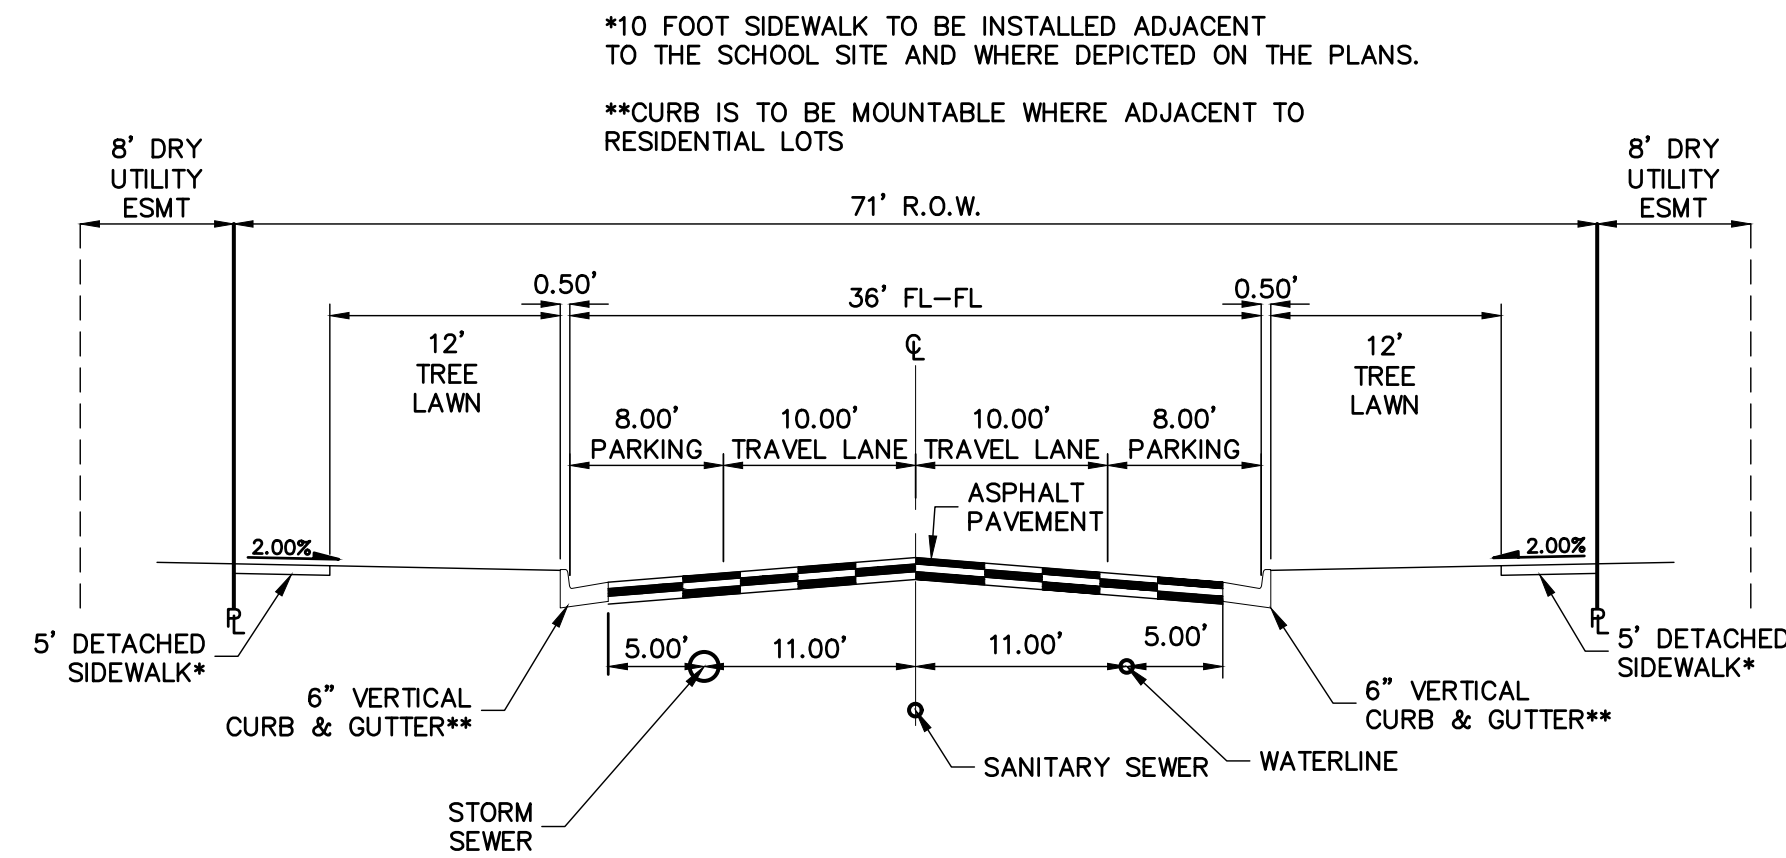 *10 FOOT SIDEWALK TO BE INSTALLED ADJACENT
TO THE SCHOOL SITE AND WHERE DEPICTED ON THE PLANS.
**CURB IS TO BE MOUNTABLE WHERE ADJACENT TO
RESIDENTIAL LOTS
8' DRY
UTILITY
ESMT
71' R.O.W.
8' DRY
UTILITY
ESMT
0.50'
36' FL-FL
0.50'
12'
TREE
LAWN
CL
12'
TREE
LAWN
8.00'
PARKING
10.00'
TRAVEL LANE
10.00'
TRAVEL LANE
8.00'
PARKING
ASPHALT
PAVEMENT
2.00%
2.00%
PL
PL
5' DETACHED
SIDEWALK*
5.00'
11.00'
11.00'
5.00'
5' DETACHED
SIDEWALK*
6" VERTICAL
CURB & GUTTER**
6" VERTICAL
CURB & GUTTER**
SANITARY SEWER
WATERLINE
STORM
SEWER